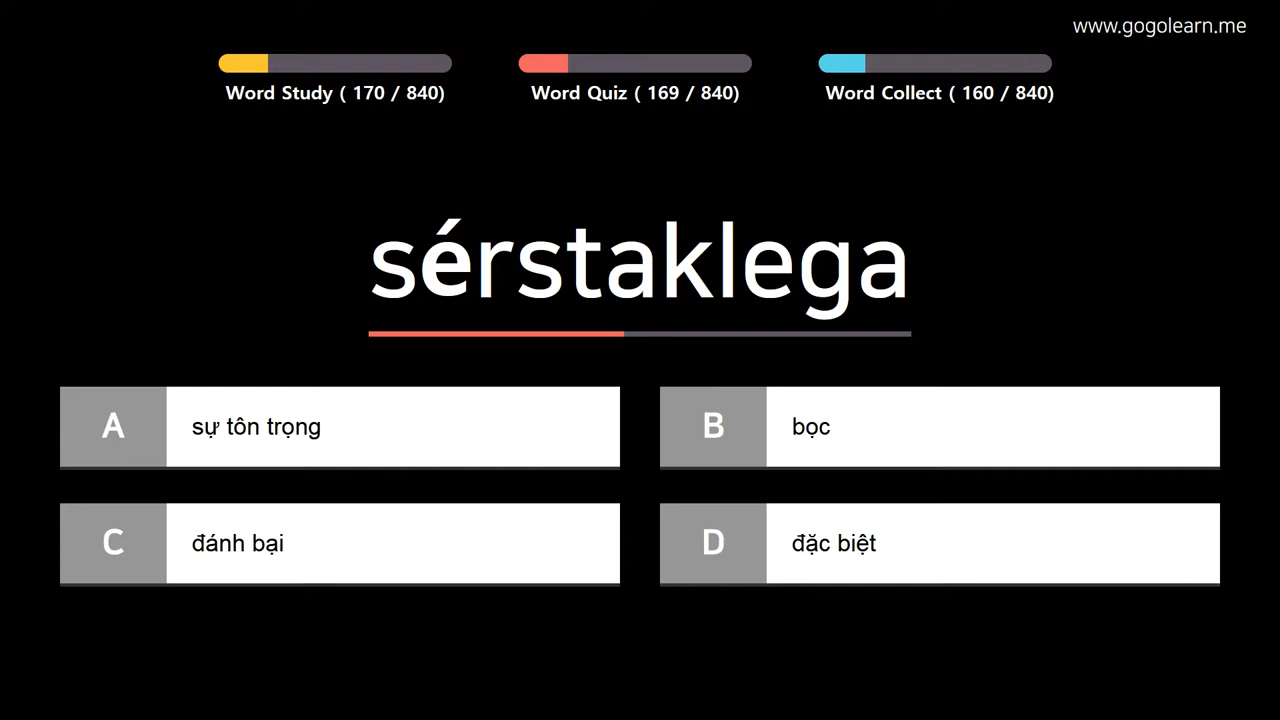 www.gogolearn.me
Word Study ( 170 / 840)
Word Quiz ( 169 / 840)
Word Collect ( 160 / 840)
sérstaklega
A
sự tôn trọng
B
bọc
C
đánh bại
D
đặc biệt